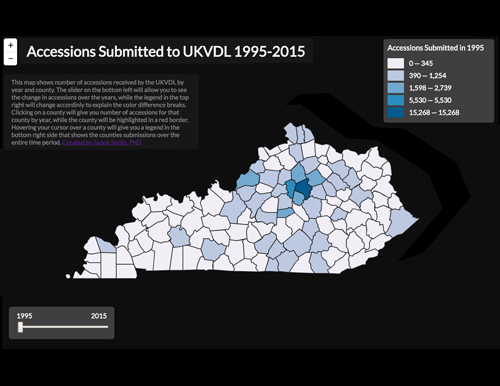 +
−
Accessions Submitted to UKVDL 1995-2015
This map shows number of accessions received by the UKVDL by
year and county. The slider on the bottom left will allow you to see
the change in accessions over the years, while the legend in the top
right will change accordinly to explain the color difference breaks.
Clicking on a county will give you number of accessions for that
county by year, while the county will be highlighted in a red border.
Hovering your cursor over a county will give you a legend in the
bottom right side that shows the counties submissions over the
entire time period. Created by Jackie Smith, PhD
Accessions Submitted in 1995
0 — 345
390 — 1,254
1,598 — 2,739
5,530 — 5,530
15,268 — 15,268
1995 2015